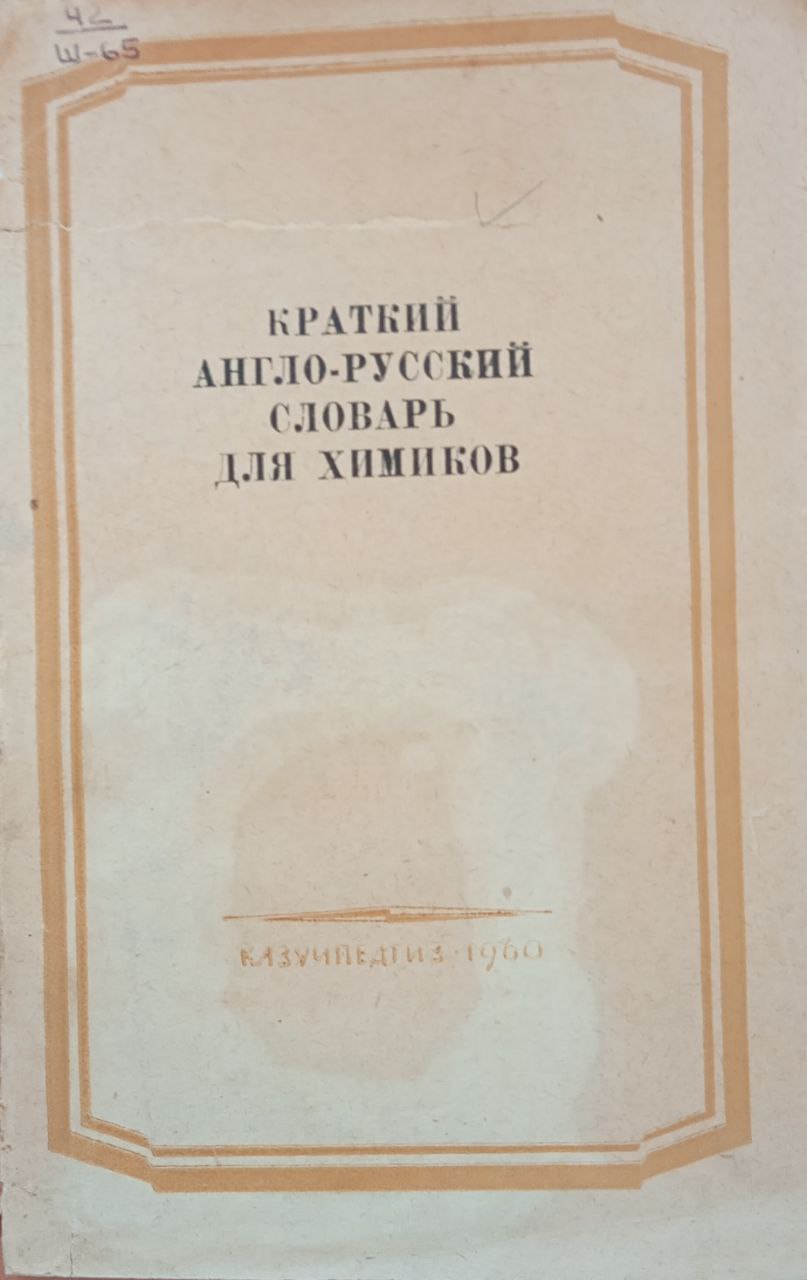 42
Ш-65
КРАТКИЙ
АНГЛО-РУССКИЙ
СЛОВАРЬ
ДЛЯ ХИМИКОВ
КАЗУЧПЕДГИЗ·1960